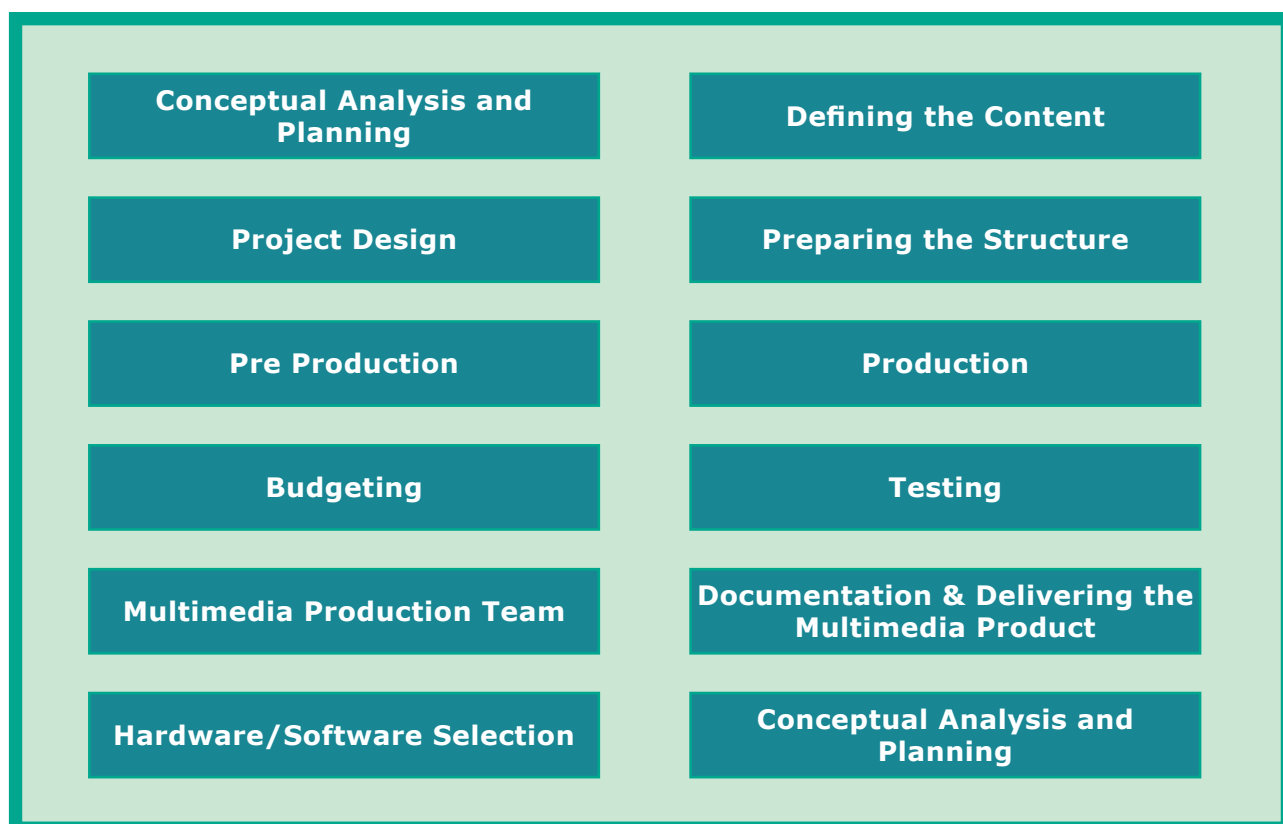 Conceptual Analysis and
Planning
Project Design
Pre Production
Budgeting
Multimedia Production Team
Hardware/Software Selection
Defining the Content
Preparing the Structure
Production
Testing
Documentation & Delivering the
Multimedia Product
Conceptual Analysis and
Planning